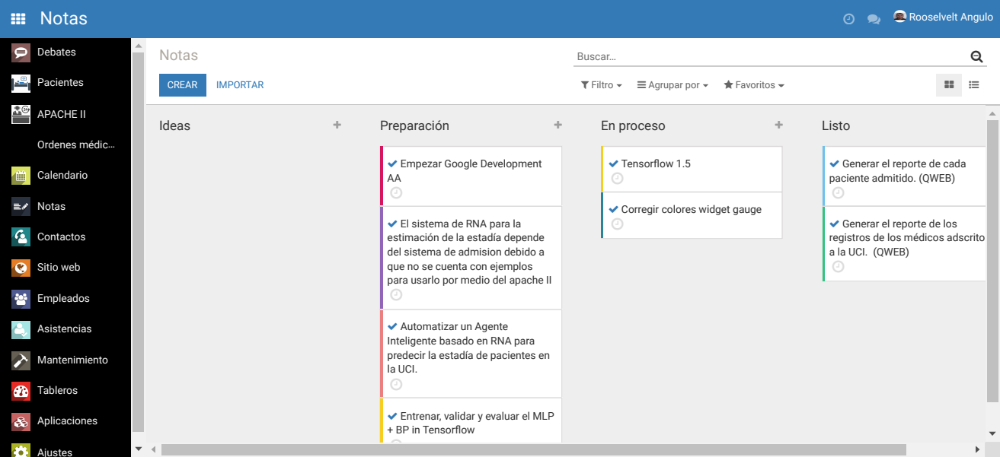 Notas
Rooselvelt Angulo
Debates
Pacientes
APACHE II
Ordenes médic...
Calendario
Notas
Contactos
Sitio web
Empleados
Asistencias
Mantenimiento
Tableros
Aplicaciones
Ajustes
Notas
Buscar...
CREAR
IMPORTAR
Filtro
Agrupar por
Favoritos
Ideas
Preparación
Empezar Google Development
AA
El sistema de RNA para la
estimación de la estadía depende
del sistema de admision debido a
que no se cuenta con ejemplos
para usarlo por medio del apache II
Automatizar un Agente
Inteligente basado en RNA para
predecir la estadía de pacientes en
la UCI.
Entrenar, validar y evaluar el MLP
+ BP in Tensorflow
En proceso
Tensorflow 1.5
Corregir colores widget gauge
Listo
Generar el reporte de cada
paciente admitido. (QWEB)
Generar el reporte de los
registros de los médicos adscrito
a la UCI. (QWEB)